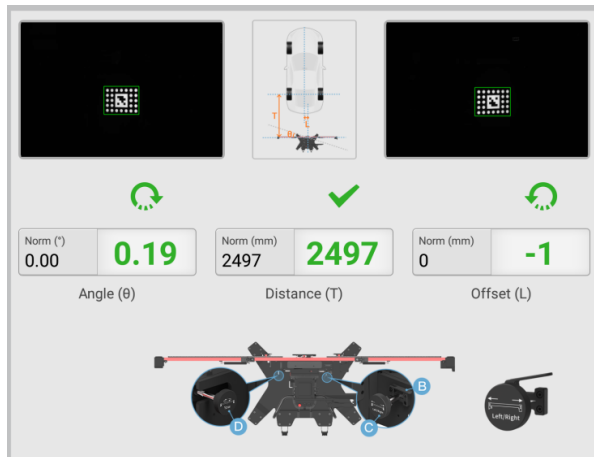 T
L
θ
Norm (°)
0.00
0.19
Norm (mm)
2497
2497
Norm (mm)
0
-1
Angle (θ)
Distance (T)
Offset (L)
L
B
D
C
Left/Right